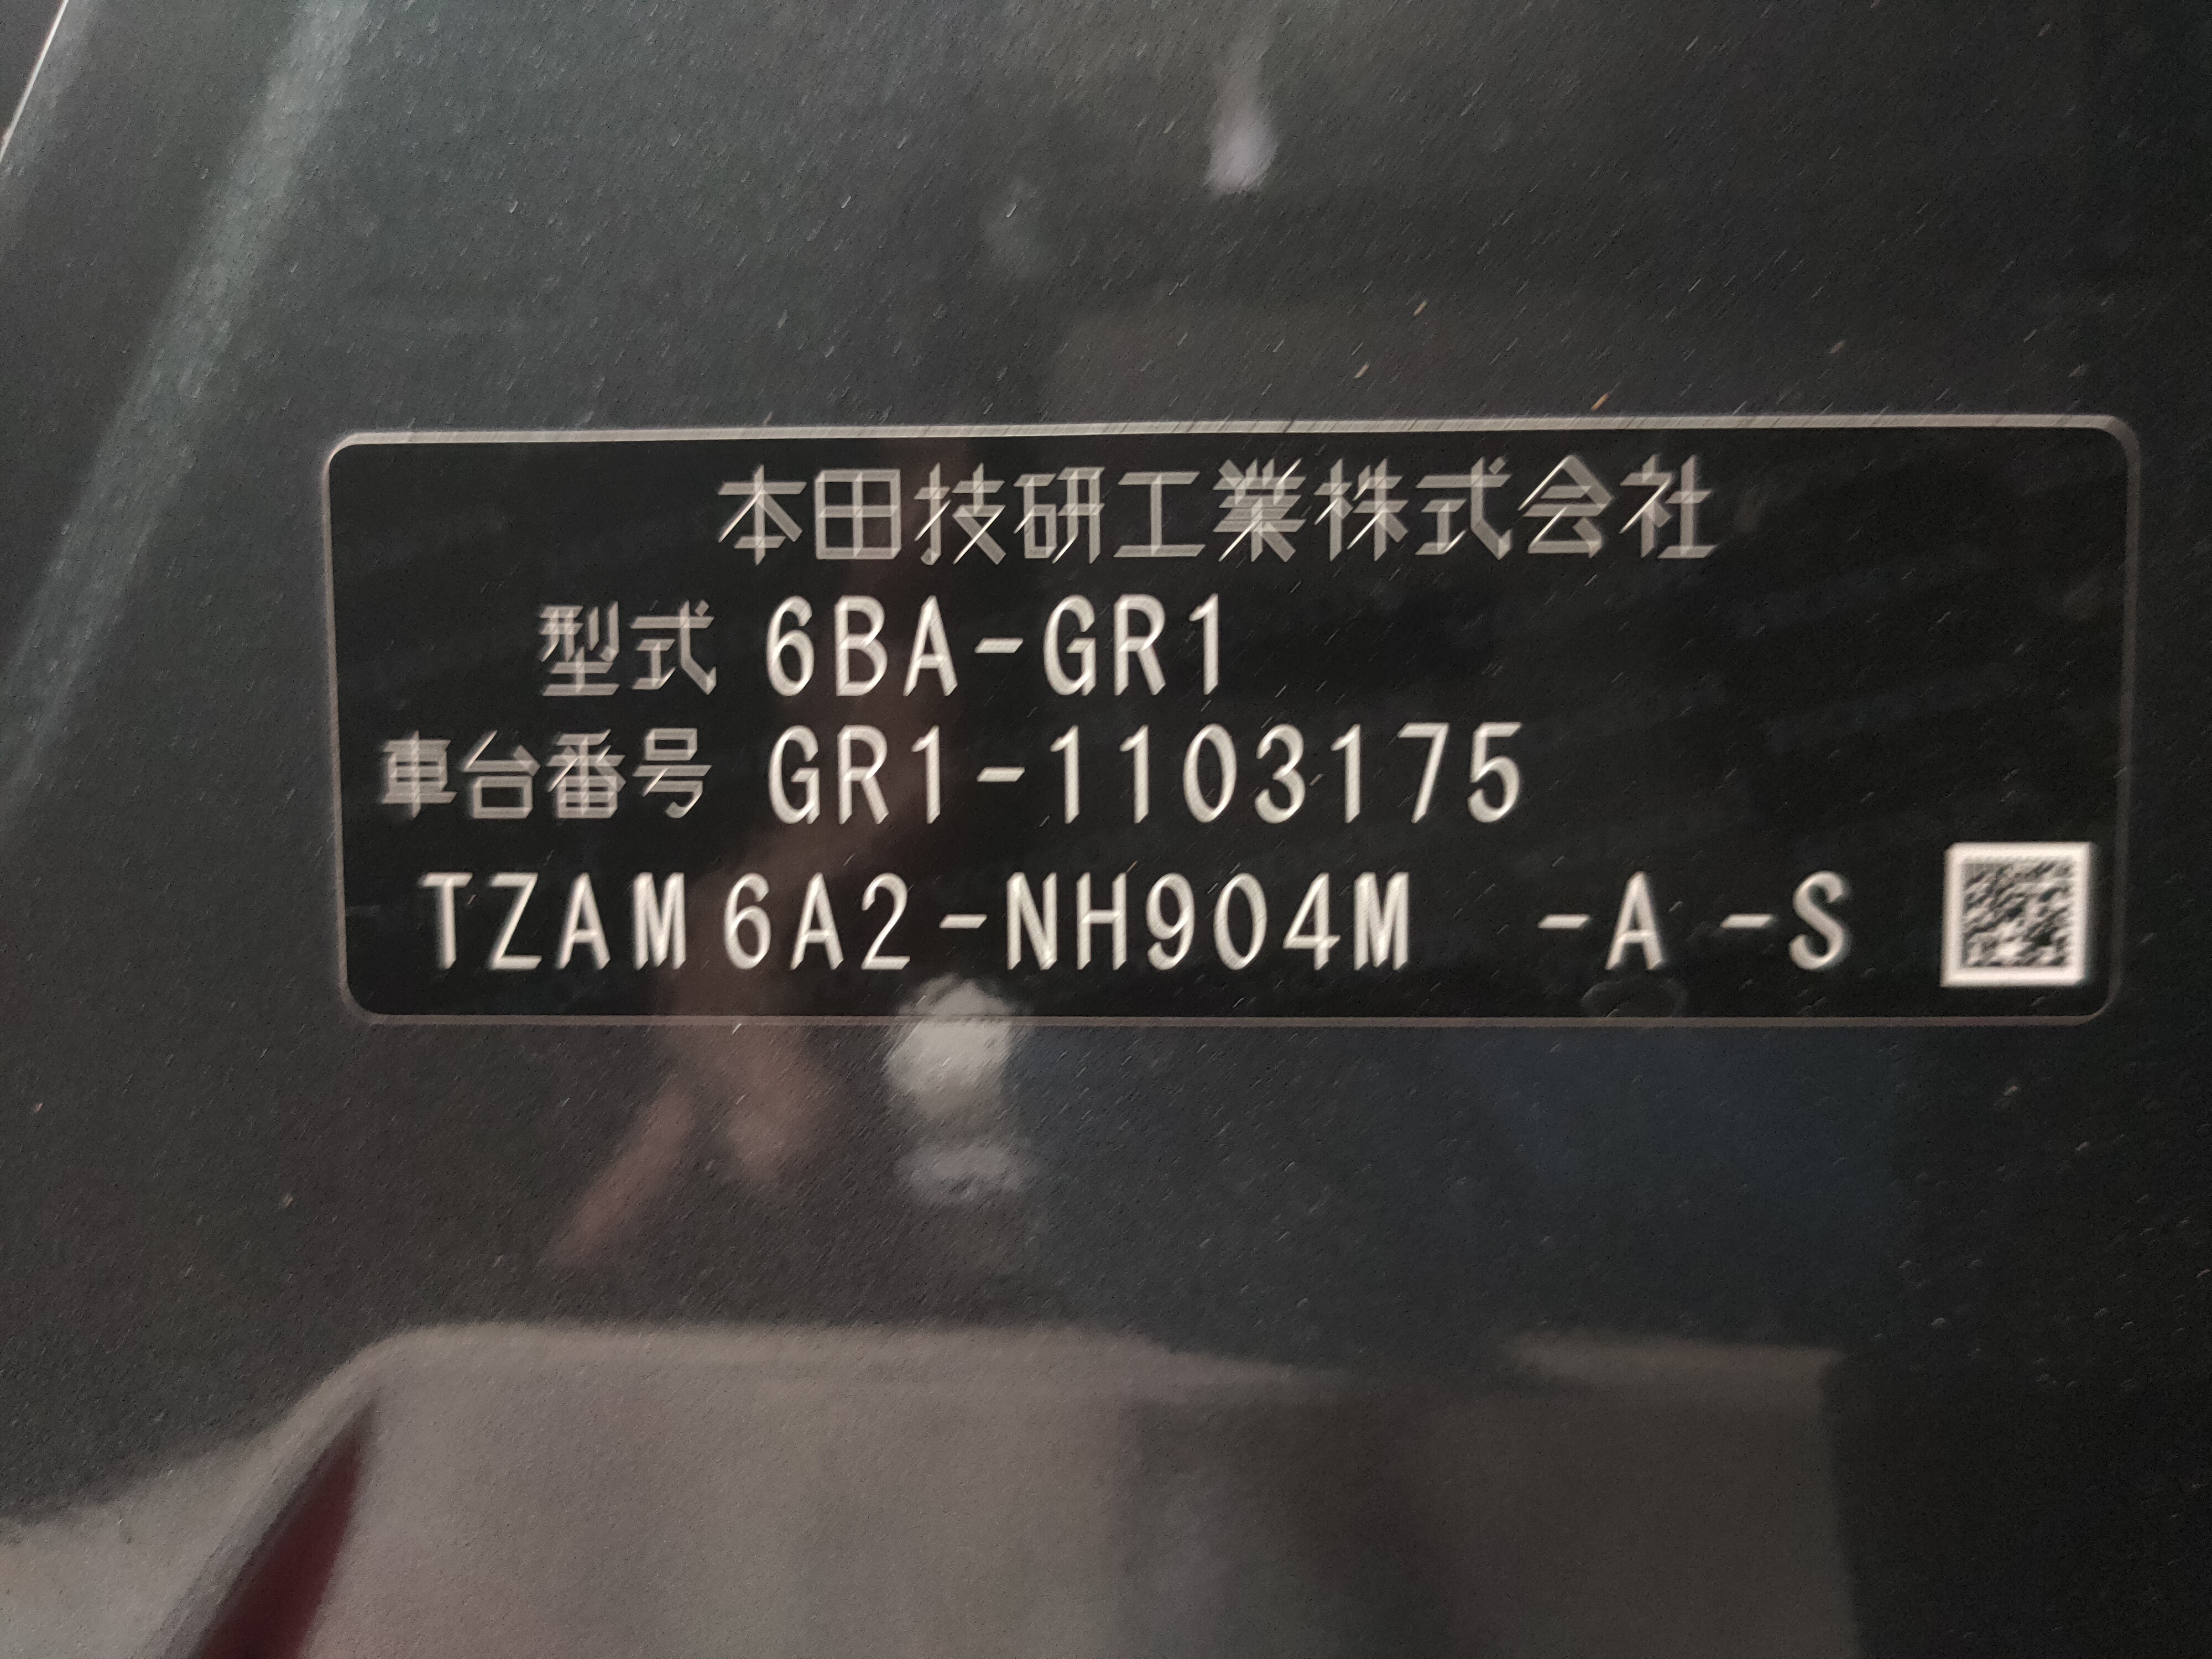 本田技研工業株式会社
型式 6BA-GR1
車台番号 GR1-1103175
TZAM6A2-NH904M -A -S